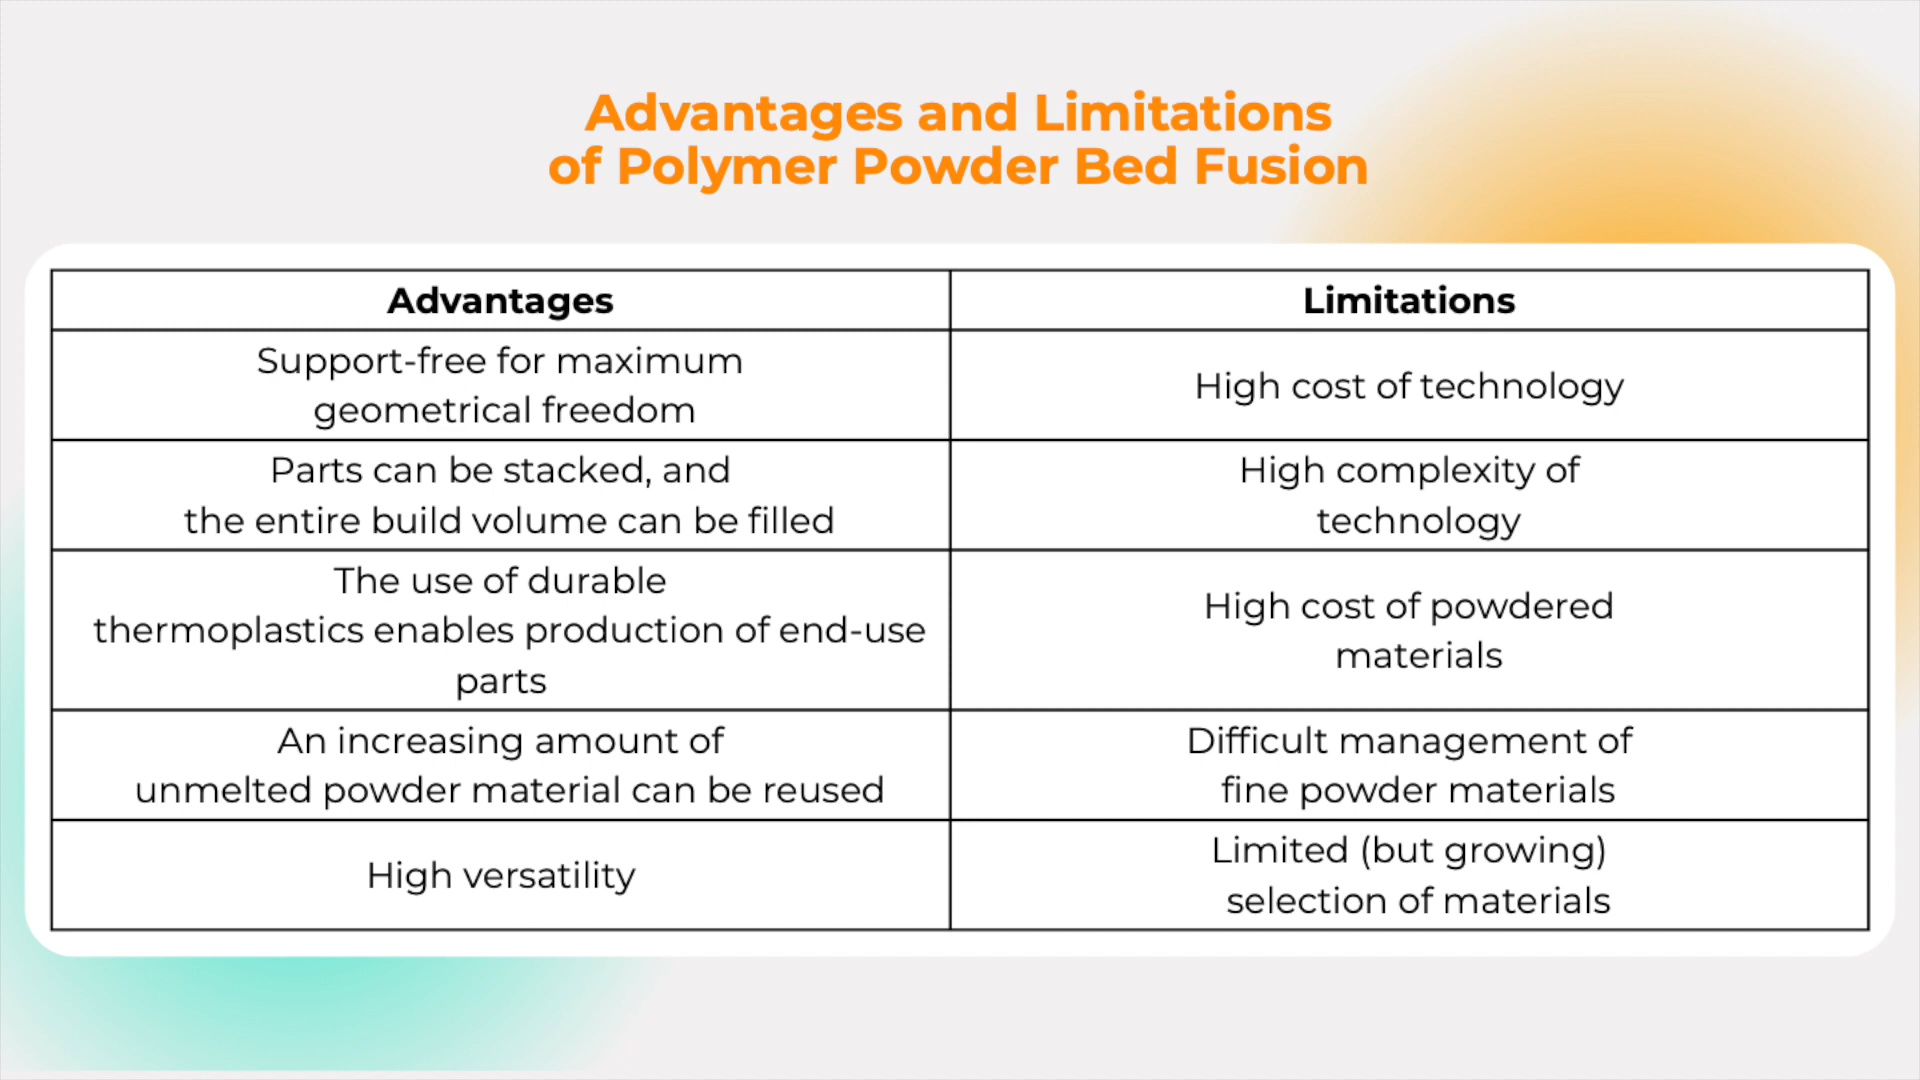 Advantages and Limitations
of Polymer Powder Bed Fusion
Advantages
Limitations
Support-free for maximum
geometrical freedom
High cost of technology
Parts can be stacked, and
the entire build volume can be filled
High complexity of
technology
The use of durable
thermoplastics enables production of end-use
parts
High cost of powdered
materials
An increasing amount of
unmelted powder material can be reused
Difficult management of
fine powder materials
High versatility
Limited (but growing)
selection of materials